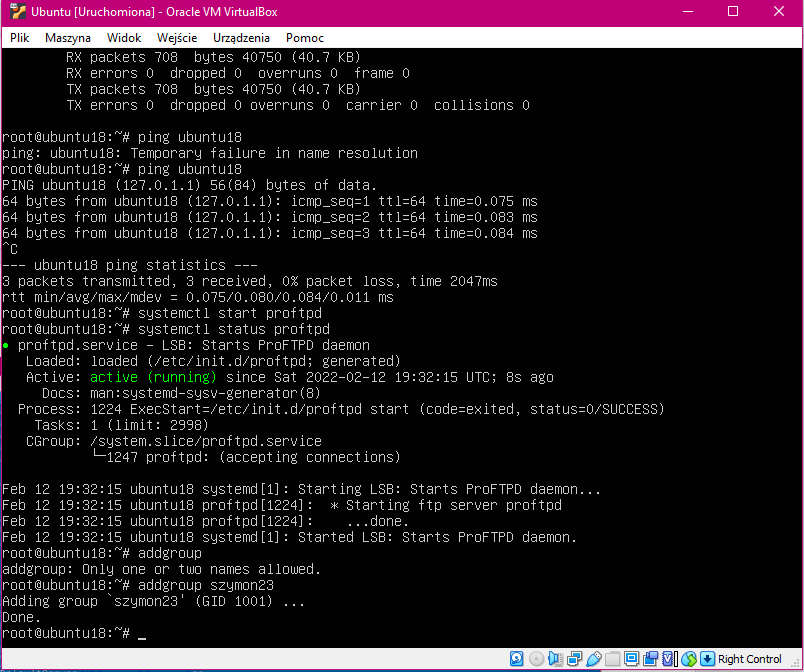 Ubuntu [Uruchomiona] - Oracle VM VirtualBox
Plik Maszyna Widok Wejście Urządzenia Pomoc
        RX packets 708  bytes 40750 (40.7 KB)
        RX errors 0  dropped 0  overruns 0  frame 0
        TX packets 708  bytes 40750 (40.7 KB)
        TX errors 0  dropped 0 overruns 0  carrier 0  collisions 0

root@ubuntu18:~# ping ubuntu18
ping: ubuntu18: Temporary failure in name resolution
root@ubuntu18:~# ping ubuntu18
PING ubuntu18 (127.0.1.1) 56(84) bytes of data.
64 bytes from ubuntu18 (127.0.1.1): icmp_seq=1 ttl=64 time=0.075 ms
64 bytes from ubuntu18 (127.0.1.1): icmp_seq=2 ttl=64 time=0.083 ms
64 bytes from ubuntu18 (127.0.1.1): icmp_seq=3 ttl=64 time=0.084 ms
^C
--- ubuntu18 ping statistics ---
3 packets transmitted, 3 received, 0% packet loss, time 2047ms
rtt min/avg/max/mdev = 0.075/0.080/0.084/0.011 ms
root@ubuntu18:~# systemctl start proftpd
root@ubuntu18:~# systemctl status proftpd
● proftpd.service - LSB: Starts ProFTPD daemon
   Loaded: loaded (/etc/init.d/proftpd; generated)
   Active: active (running) since Sat 2022-02-12 19:32:15 UTC; 8s ago
     Docs: man:systemd-sysv-generator(8)
  Process: 1224 ExecStart=/etc/init.d/proftpd start (code=exited, status=0/SUCCESS)
    Tasks: 1 (limit: 2998)
   CGroup: /system.slice/proftpd.service
           └─1247 proftpd: (accepting connections)

Feb 12 19:32:15 ubuntu18 systemd[1]: Starting LSB: Starts ProFTPD daemon...
Feb 12 19:32:15 ubuntu18 proftpd[1224]:  * Starting ftp server proftpd
Feb 12 19:32:15 ubuntu18 proftpd[1224]:    ...done.
Feb 12 19:32:15 ubuntu18 systemd[1]: Started LSB: Starts ProFTPD daemon.
root@ubuntu18:~# addgroup
addgroup: Only one or two names allowed.
root@ubuntu18:~# addgroup szymon23
Adding group `szymon23' (GID 1001) ...
Done.
root@ubuntu18:~# _
Right Control